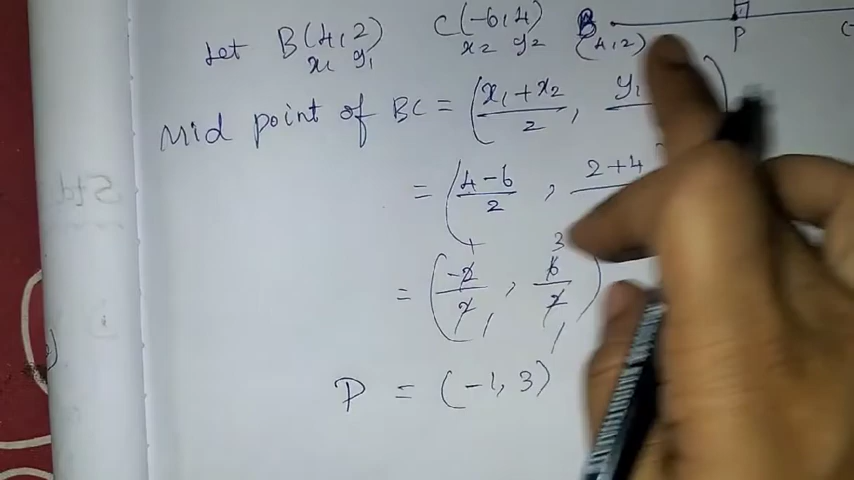 Let B(4,2) C(-6,4) B
x₁ y₁ x₂ y₂ (4,2) P
Mid point of BC = (x₁+x₂/2, y₁
= (4-6/2, 2+4
= (-2/2, 6/2)
3
P = (-1,3)